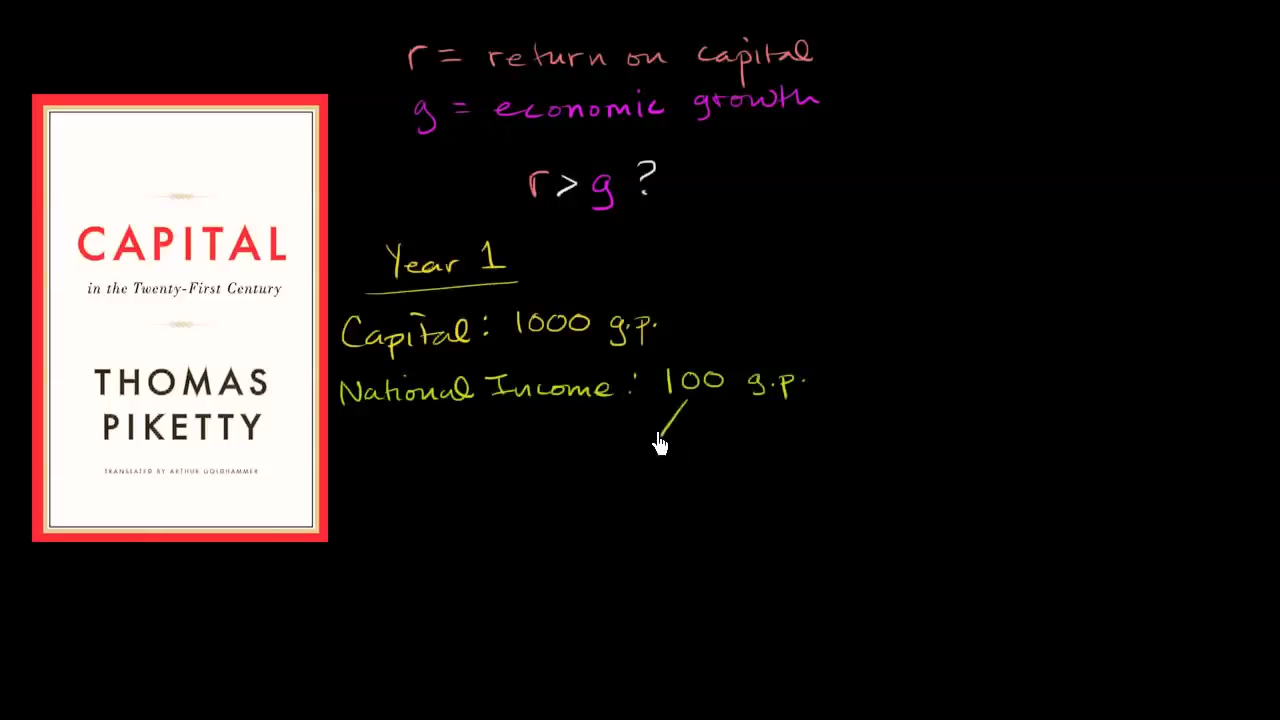 r = return on capital
g = economic growth
r > g ?
CAPITAL
in the Twenty-First Century
THOMAS
PIKETTY
TRANSLATED BY ARTHUR GOLDHAMMER
Year 1
Capital: 1000 g.p.
National Income: 100 g.p.